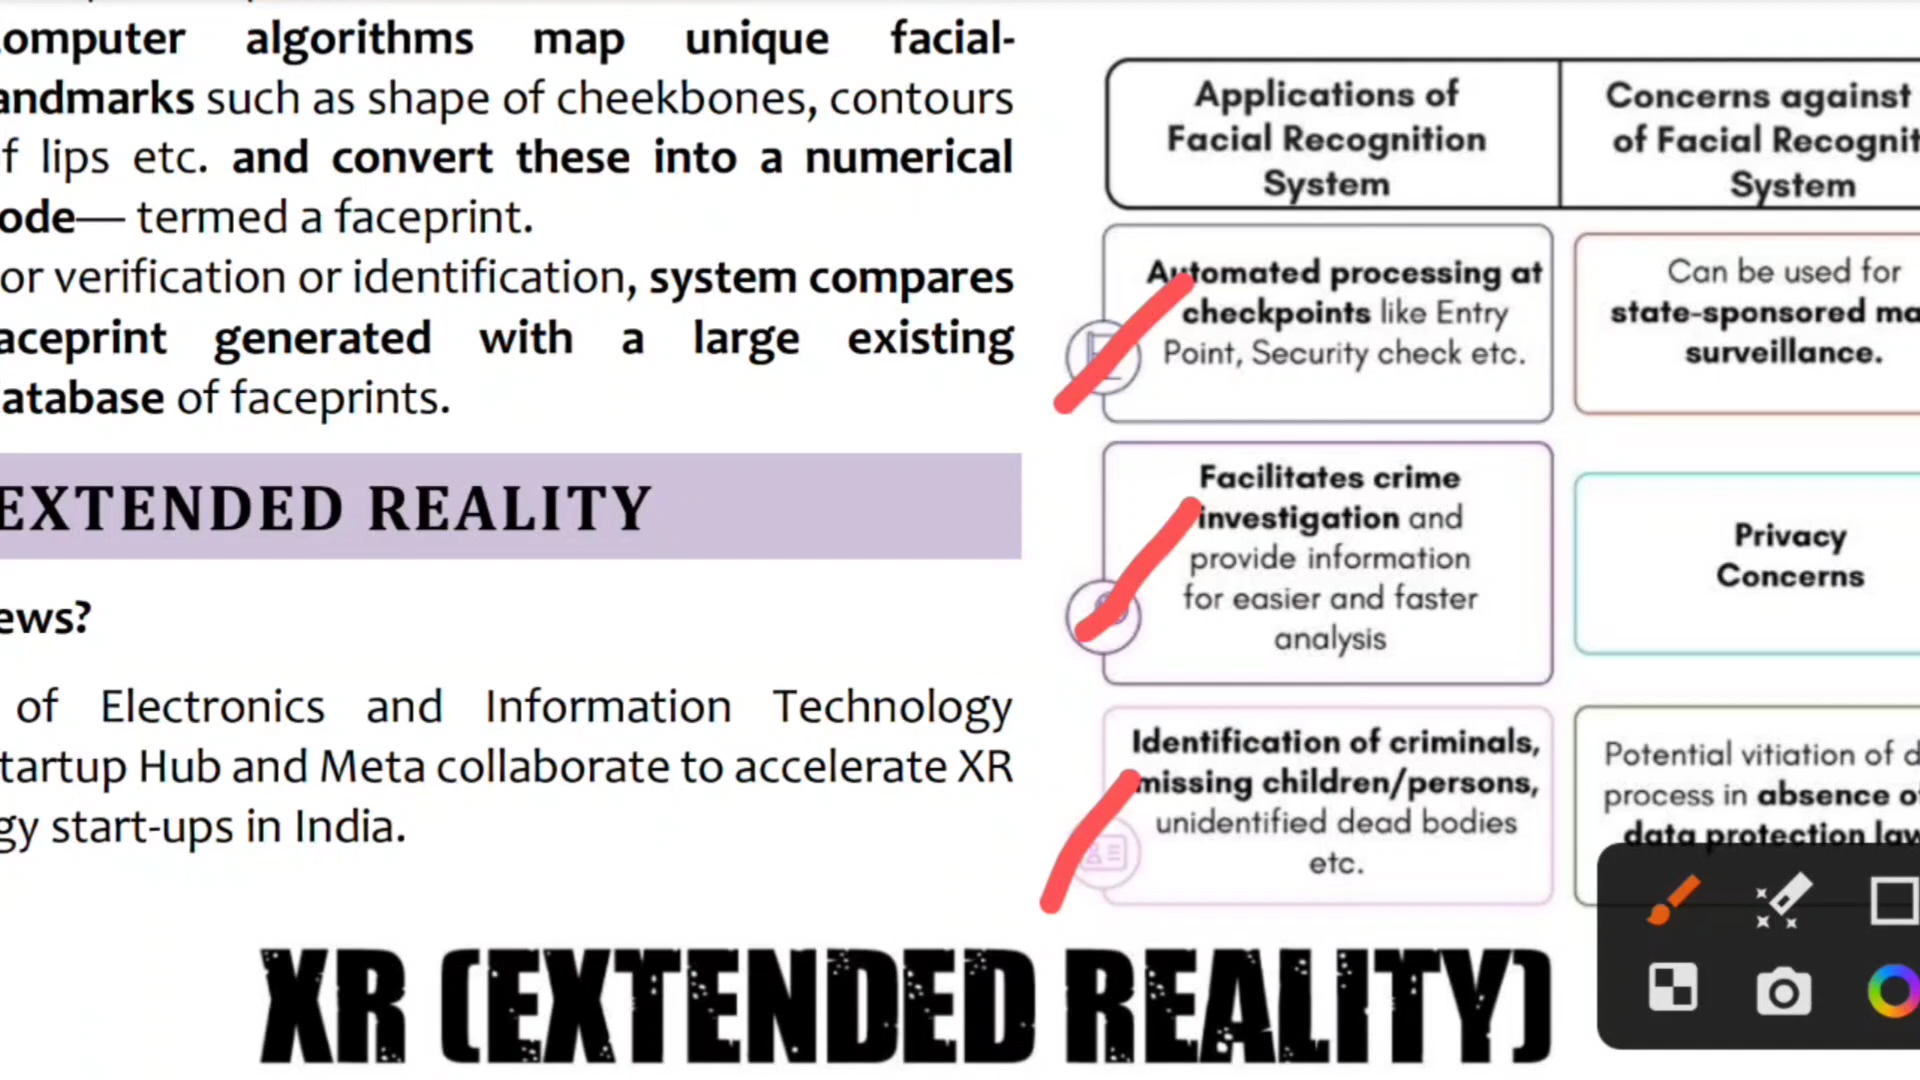 omputer algorithms map unique facial-
andmarks such as shape of cheekbones, contours
f lips etc. and convert these into a numerical
ode— termed a faceprint.
or verification or identification, system compares
aceprint generated with a large existing
atabase of faceprints.
EXTENDED REALITY
ews?
of Electronics and Information Technology
tartup Hub and Meta collaborate to accelerate XR
gy start-ups in India.
Applications of
Facial Recognition
System
Concerns against
of Facial Recognit
System
Automated processing at
checkpoints like Entry
Point, Security check etc.
Can be used for
state-sponsored ma
surveillance.
Facilitates crime
investigation and
provide information
for easier and faster
analysis
Privacy
Concerns
Identification of criminals,
missing children/persons,
unidentified dead bodies
etc.
Potential vitiation of d
process in absence of
data protection law
XR (EXTENDED REALITY)